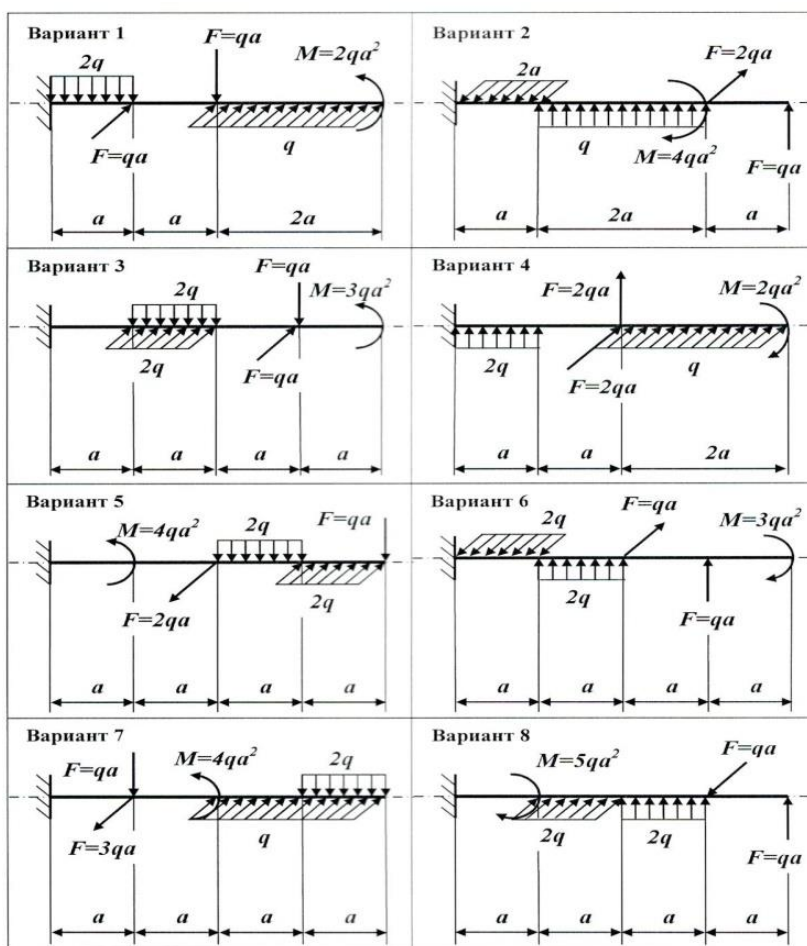 Вариант 1
F=qa
M=2qa²
2q
F=qa
q
a
a
2a
Вариант 2
2a
F=2qa
q
M=4qa²
F=qa
a
2a
a
Вариант 3
F=qa
2q
M=3qa²
2q
F=qa
a
a
a
a
Вариант 4
F=2qa
M=2qa²
2q
F=2qa
q
a
a
2a
Вариант 5
M=4qa²
2q
F=qa
F=2qa
2q
a
a
a
a
Вариант 6
2q
F=qa
M=3qa²
2q
F=qa
a
a
a
a
Вариант 7
F=qa
M=4qa²
2q
F=3qa
q
a
a
a
a
Вариант 8
M=5qa²
F=qa
2q
2q
F=qa
a
a
a
a